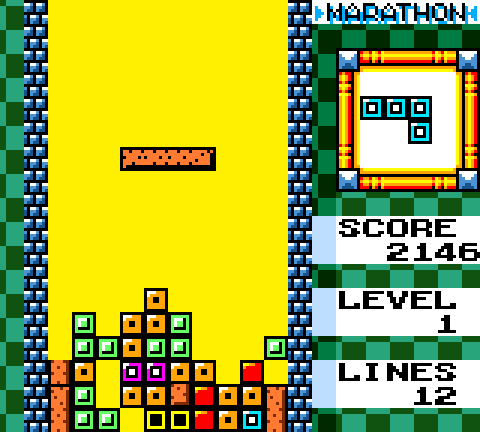 MARATHON
SCORE
2146
LEVEL
1
LINES
12